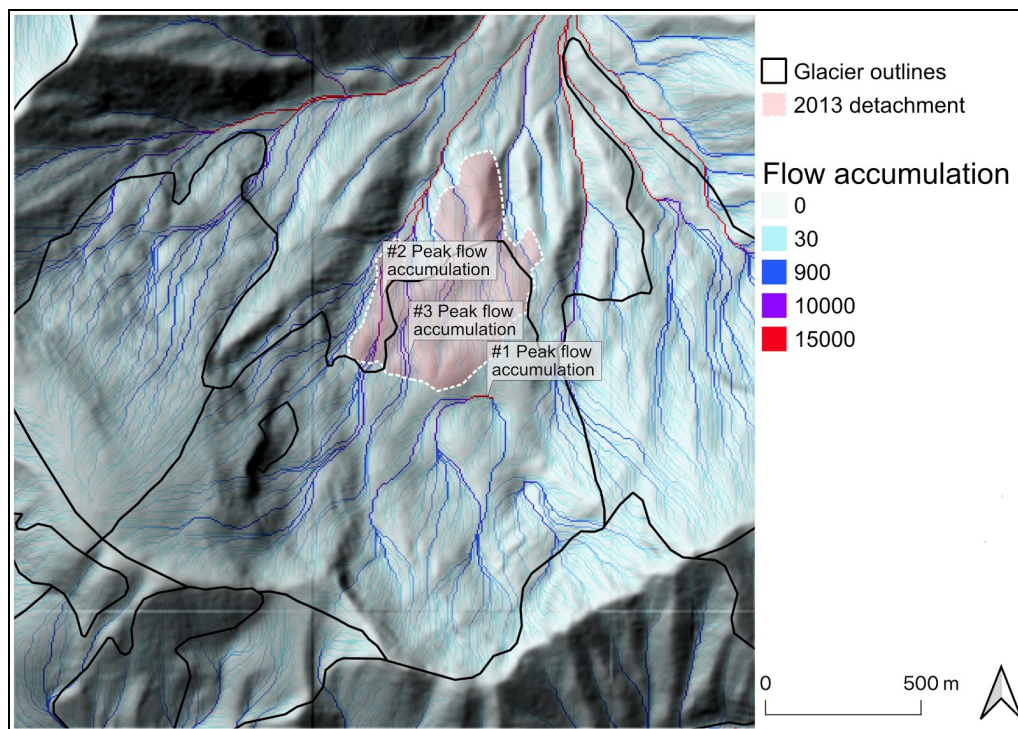 Glacier outlines
2013 detachment
Flow accumulation
0
30
900
10000
15000
#2 Peak flow
accumulation
#3 Peak flow
accumulation
#1 Peak flow
accumulation
0
500 m